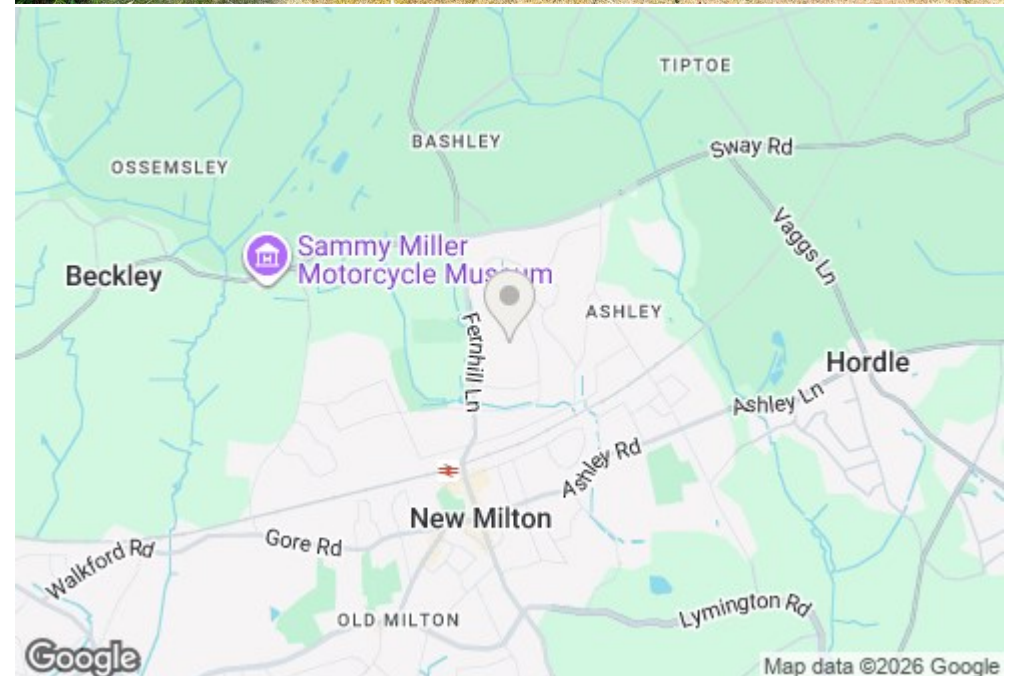 TIPTOE
BASHLEY
Sway Rd
OSSEMSLEY
Vaggs Ln
Sammy Miller
Motorcycle Museum
Beckley
ASHLEY
Fernhill Ln
Hordle
Ashley Ln
Ashley Rd
New Milton
Gore Rd
Walkford Rd
Lymington Rd
OLD MILTON
Google
Map data ©2026 Google